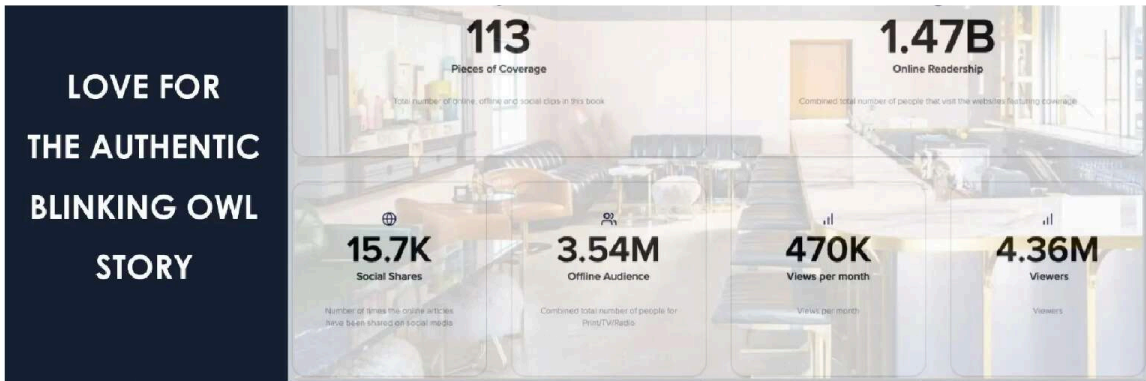 LOVE FOR
THE AUTHENTIC
BLINKING OWL
STORY
113
Pieces of Coverage
Total number of online, offline and social clips in this book
1.47B
Online Readership
Combined total number of people that visit the websites featuring coverage
15.7K
Social Shares
Number of times the online articles
have been shared on social media
3.54M
Offline Audience
Combined total number of people for
Print/TV/Radio
470K
Views per month
Views per month
4.36M
Viewers
Viewers